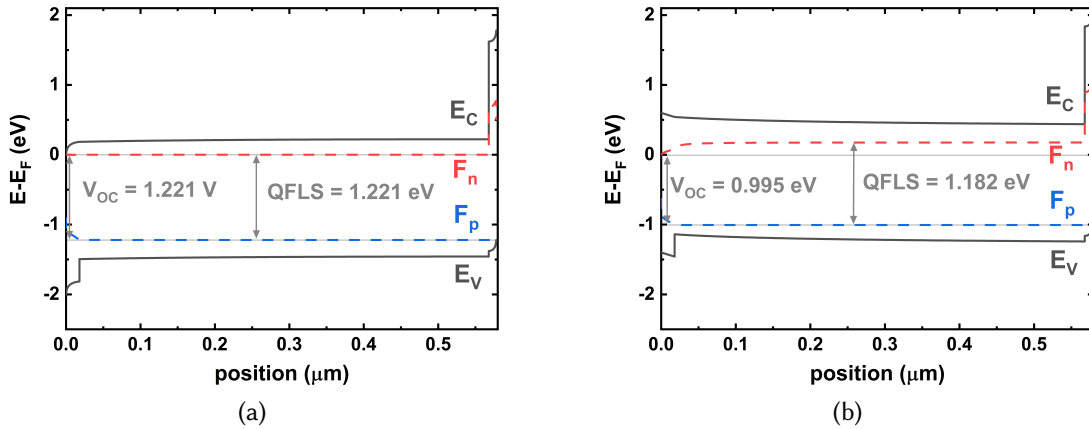 2
1
0
-1
-2
E-E_F (eV)
E_C
F_n
V_OC = 1.221 V
QFLS = 1.221 eV
F_p
E_V
0.0 0.1 0.2 0.3 0.4 0.5
position (μm)
(a)
2
1
0
-1
-2
E-E_F (eV)
E_C
F_n
V_OC = 0.995 eV
QFLS = 1.182 eV
F_p
E_V
0.0 0.1 0.2 0.3 0.4 0.5
position (μm)
(b)